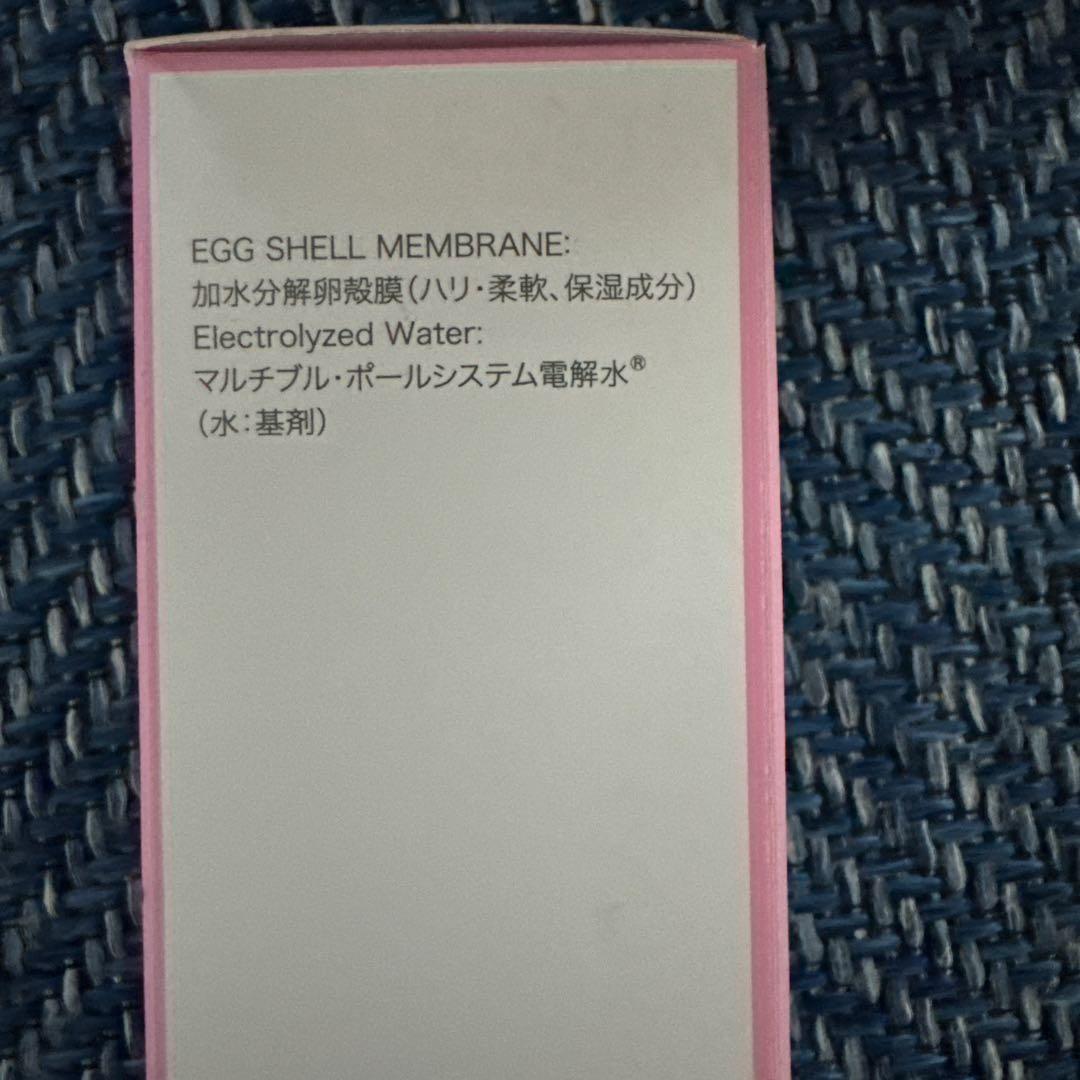 EGG SHELL MEMBRANE:
加水分解卵殻膜(ハリ・柔軟、保湿成分)
Electrolyzed Water:
マルチブル・ポールシステム電解水®
(水:基剤)